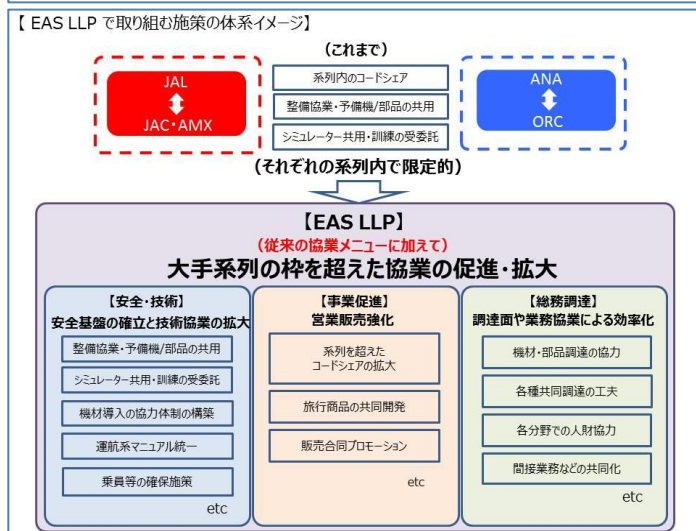 【 EAS LLP で取り組む施策の体系イメージ】
(これまで)
JAL
JAC・AMX
系列内のコードシェア
整備協業・予備機/部品の共用
シミュレーター共用・訓練の受委託
ANA
ORC
(それぞれの系列内で限定的)
【EAS LLP】
(従来の協業メニューに加えて)
大手系列の枠を超えた協業の促進・拡大
【安全・技術】
安全基盤の確立と技術協業の拡大
整備協業・予備機/部品の共用
シミュレーター共用・訓練の受委託
機材導入の協力体制の構築
運航系マニュアル統一
乗員等の確保施策
etc
【事業促進】
営業販売強化
系列を超えた
コードシェアの拡大
旅行商品の共同開発
販売合同プロモーション
etc
【総務調達】
調達面や業務協業による効率化
機材・部品調達の協力
各種共同調達の工夫
各分野での人財協力
間接業務などの共同化
etc